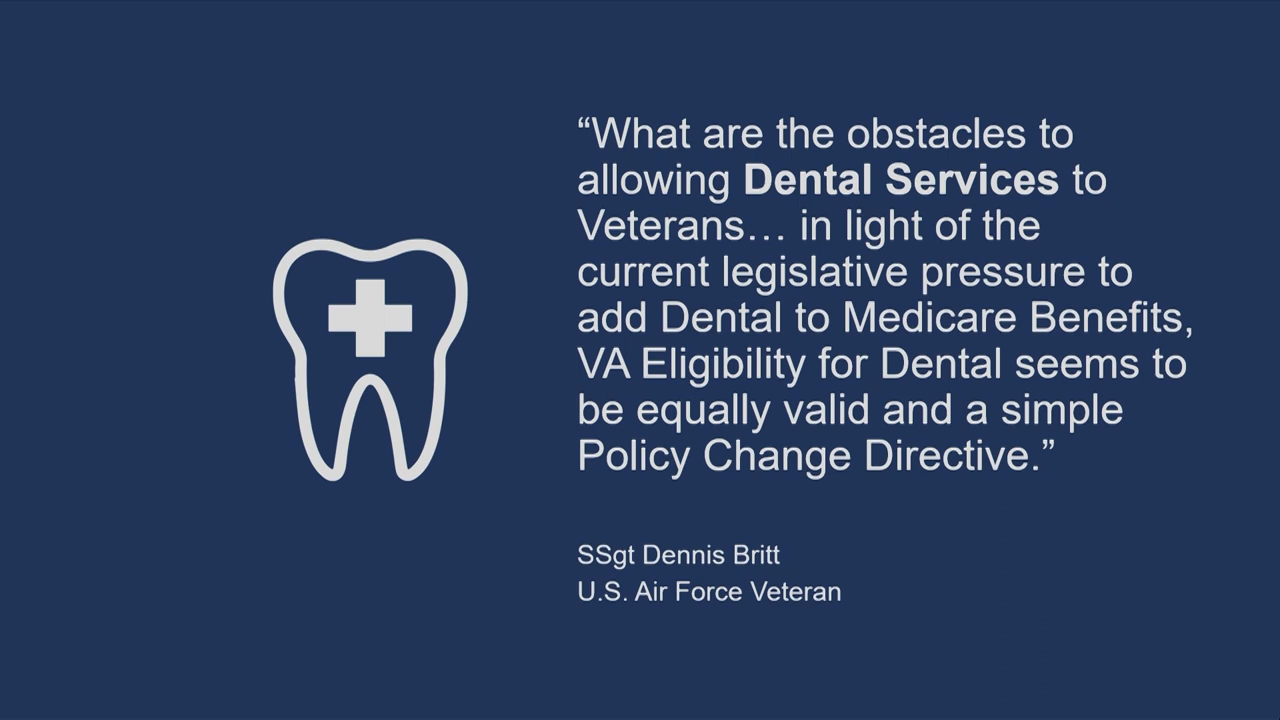 “What are the obstacles to
allowing Dental Services to
Veterans… in light of the
current legislative pressure to
add Dental to Medicare Benefits,
VA Eligibility for Dental seems to
be equally valid and a simple
Policy Change Directive.”
SSgt Dennis Britt
U.S. Air Force Veteran